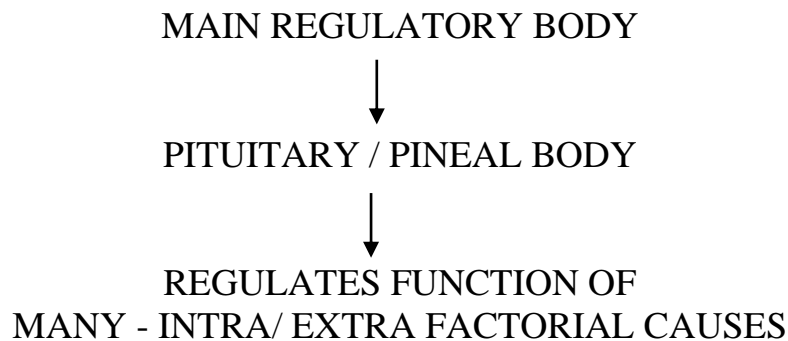 MAIN REGULATORY BODY
PITUITARY / PINEAL BODY
REGULATES FUNCTION OF
MANY - INTRA/ EXTRA FACTORIAL CAUSES